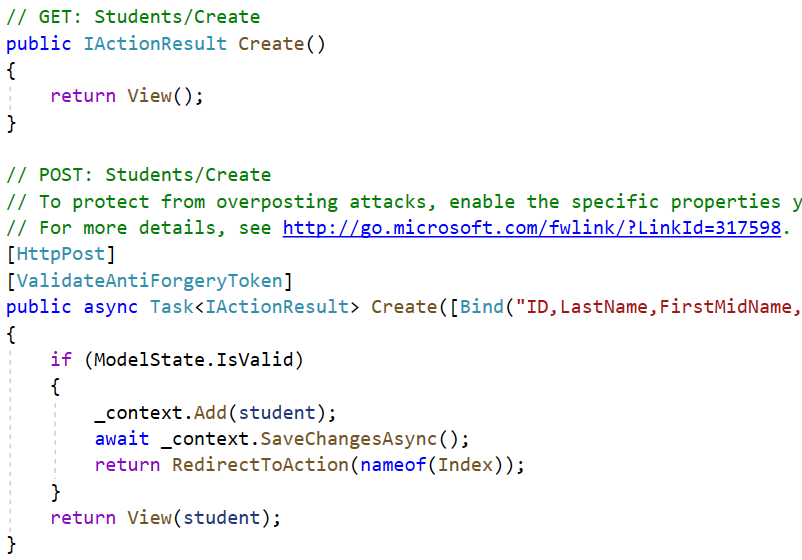 // GET: Students/Create
public IActionResult Create()
{
    return View();
}

// POST: Students/Create
// To protect from overposting attacks, enable the specific properties
// For more details, see http://go.microsoft.com/fwlink/?LinkId=317598.
[HttpPost]
[ValidateAntiForgeryToken]
public async Task<IActionResult> Create([Bind("ID,LastName,FirstMidName,
{
    if (ModelState.IsValid)
    {
        _context.Add(student);
        await _context.SaveChangesAsync();
        return RedirectToAction(nameof(Index));
    }
    return View(student);
}